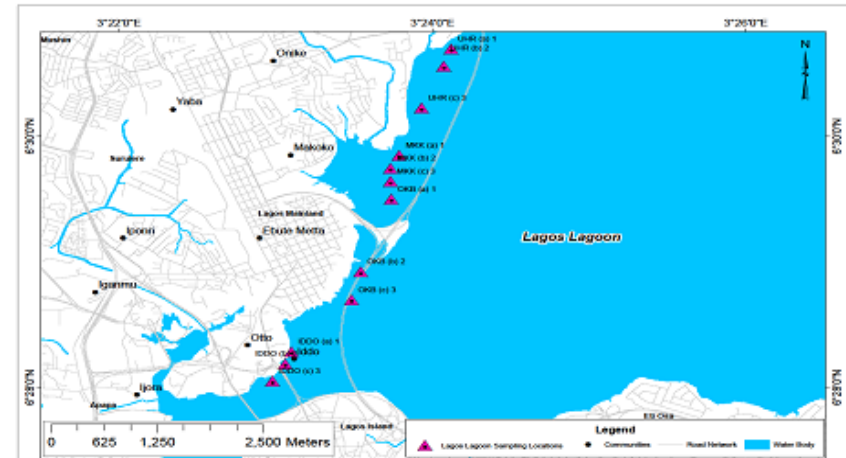 3°22'0"E 3°24'0"E 3°26'0"E
Mushin
UHR (a) 1
UHR (b) 2
N
Onike
Yaba
UHR (c) 3
6°30'0"N 6°30'0"N
Makoko
MKK (a) 1
MKK (b) 2
Surulere
MKK (c) 3
OKB (a) 1
Lagos Mainland
Iponri
Ebute Metta
Lagos Lagoon
OKB (b) 2
Iganmu
OKB (c) 3
Otto
IDDO (a) 1
Iddo
IDDO (c) 3
6°28'0"N 6°28'0"N
Ijora
Apapa
Lagos Island
0 625 1,250 2,500 Meters
Legend
Lagos Lagoon Sampling Locations Communities Road Network Water Body